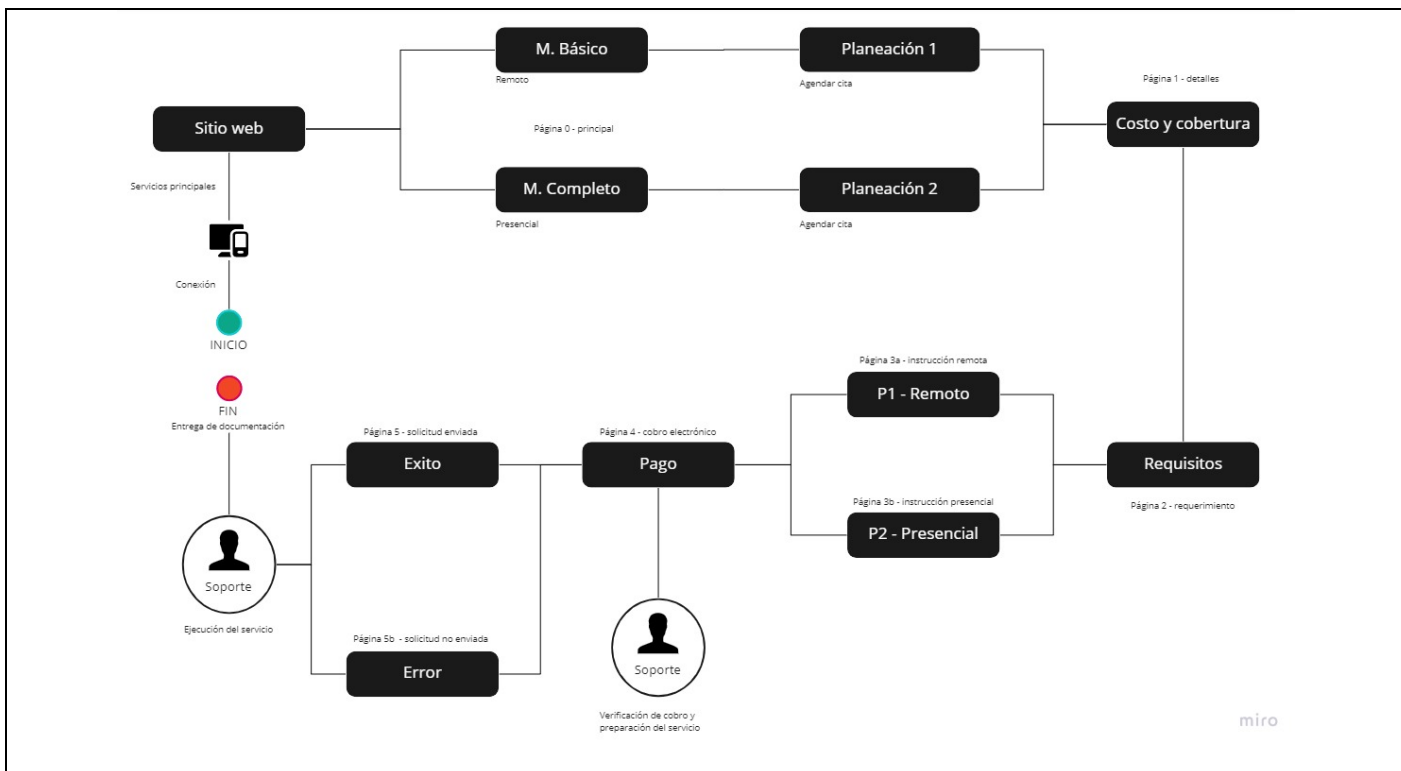 M. Básico
Remoto
Planeación 1
Agendar cita
Página 1 - detalles
Sitio web
Página 0 - principal
Costo y cobertura
M. Completo
Presencial
Planeación 2
Agendar cita
Servicios principales
Conexión
INICIO
FIN
Entrega de documentación
Página 3a - instrucción remota
P1 - Remoto
Página 5 - solicitud enviada
Exito
Página 4 - cobro electrónico
Pago
Requisitos
Página 2 - requerimiento
Página 3b - instrucción presencial
P2 - Presencial
Soporte
Ejecución del servicio
Página 5b - solicitud no enviada
Error
Soporte
Verificación de cobro y
preparación del servicio
miro